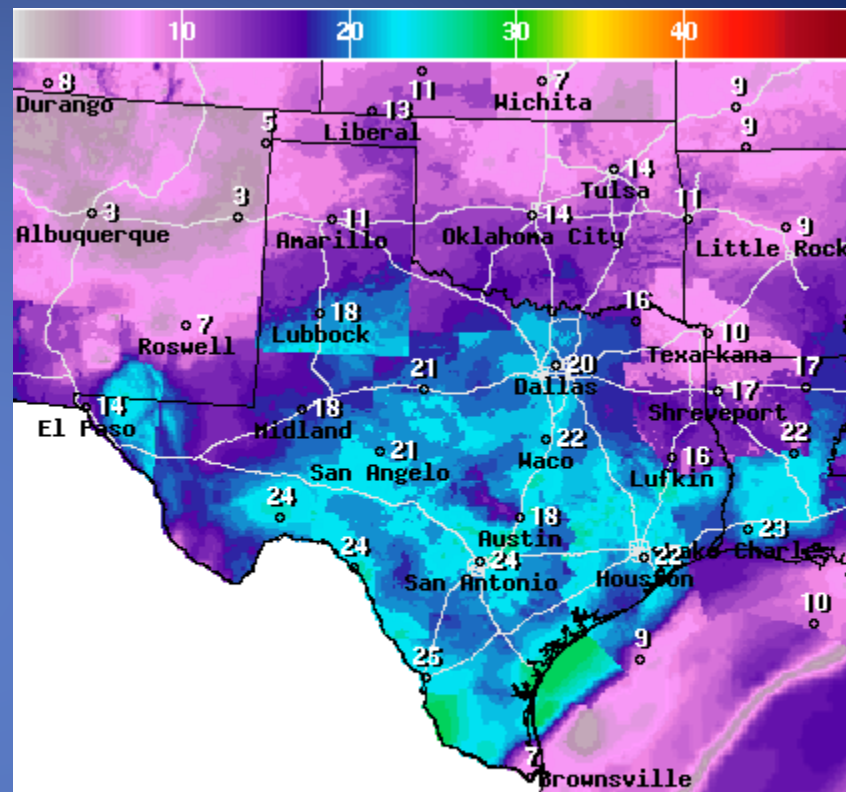 10 20 30 40
8 11 7 9
Durango Wichita
13
Liberal
5 9
14
Tulsa
3 3 11 14 11 9
Albuquerque Amarillo Oklahoma City Little Rock
7 18 16 10
Roswell Lubbock Texarkana
21 20 17 17
Dallas Shreveport
14 18
El Paso Midland
21 22 16 22
San Angelo Waco Lufkin
24 18 23
Austin
24 24 22 Lake Charles
San Antonio Houston
10
25 9
7
Brownsville